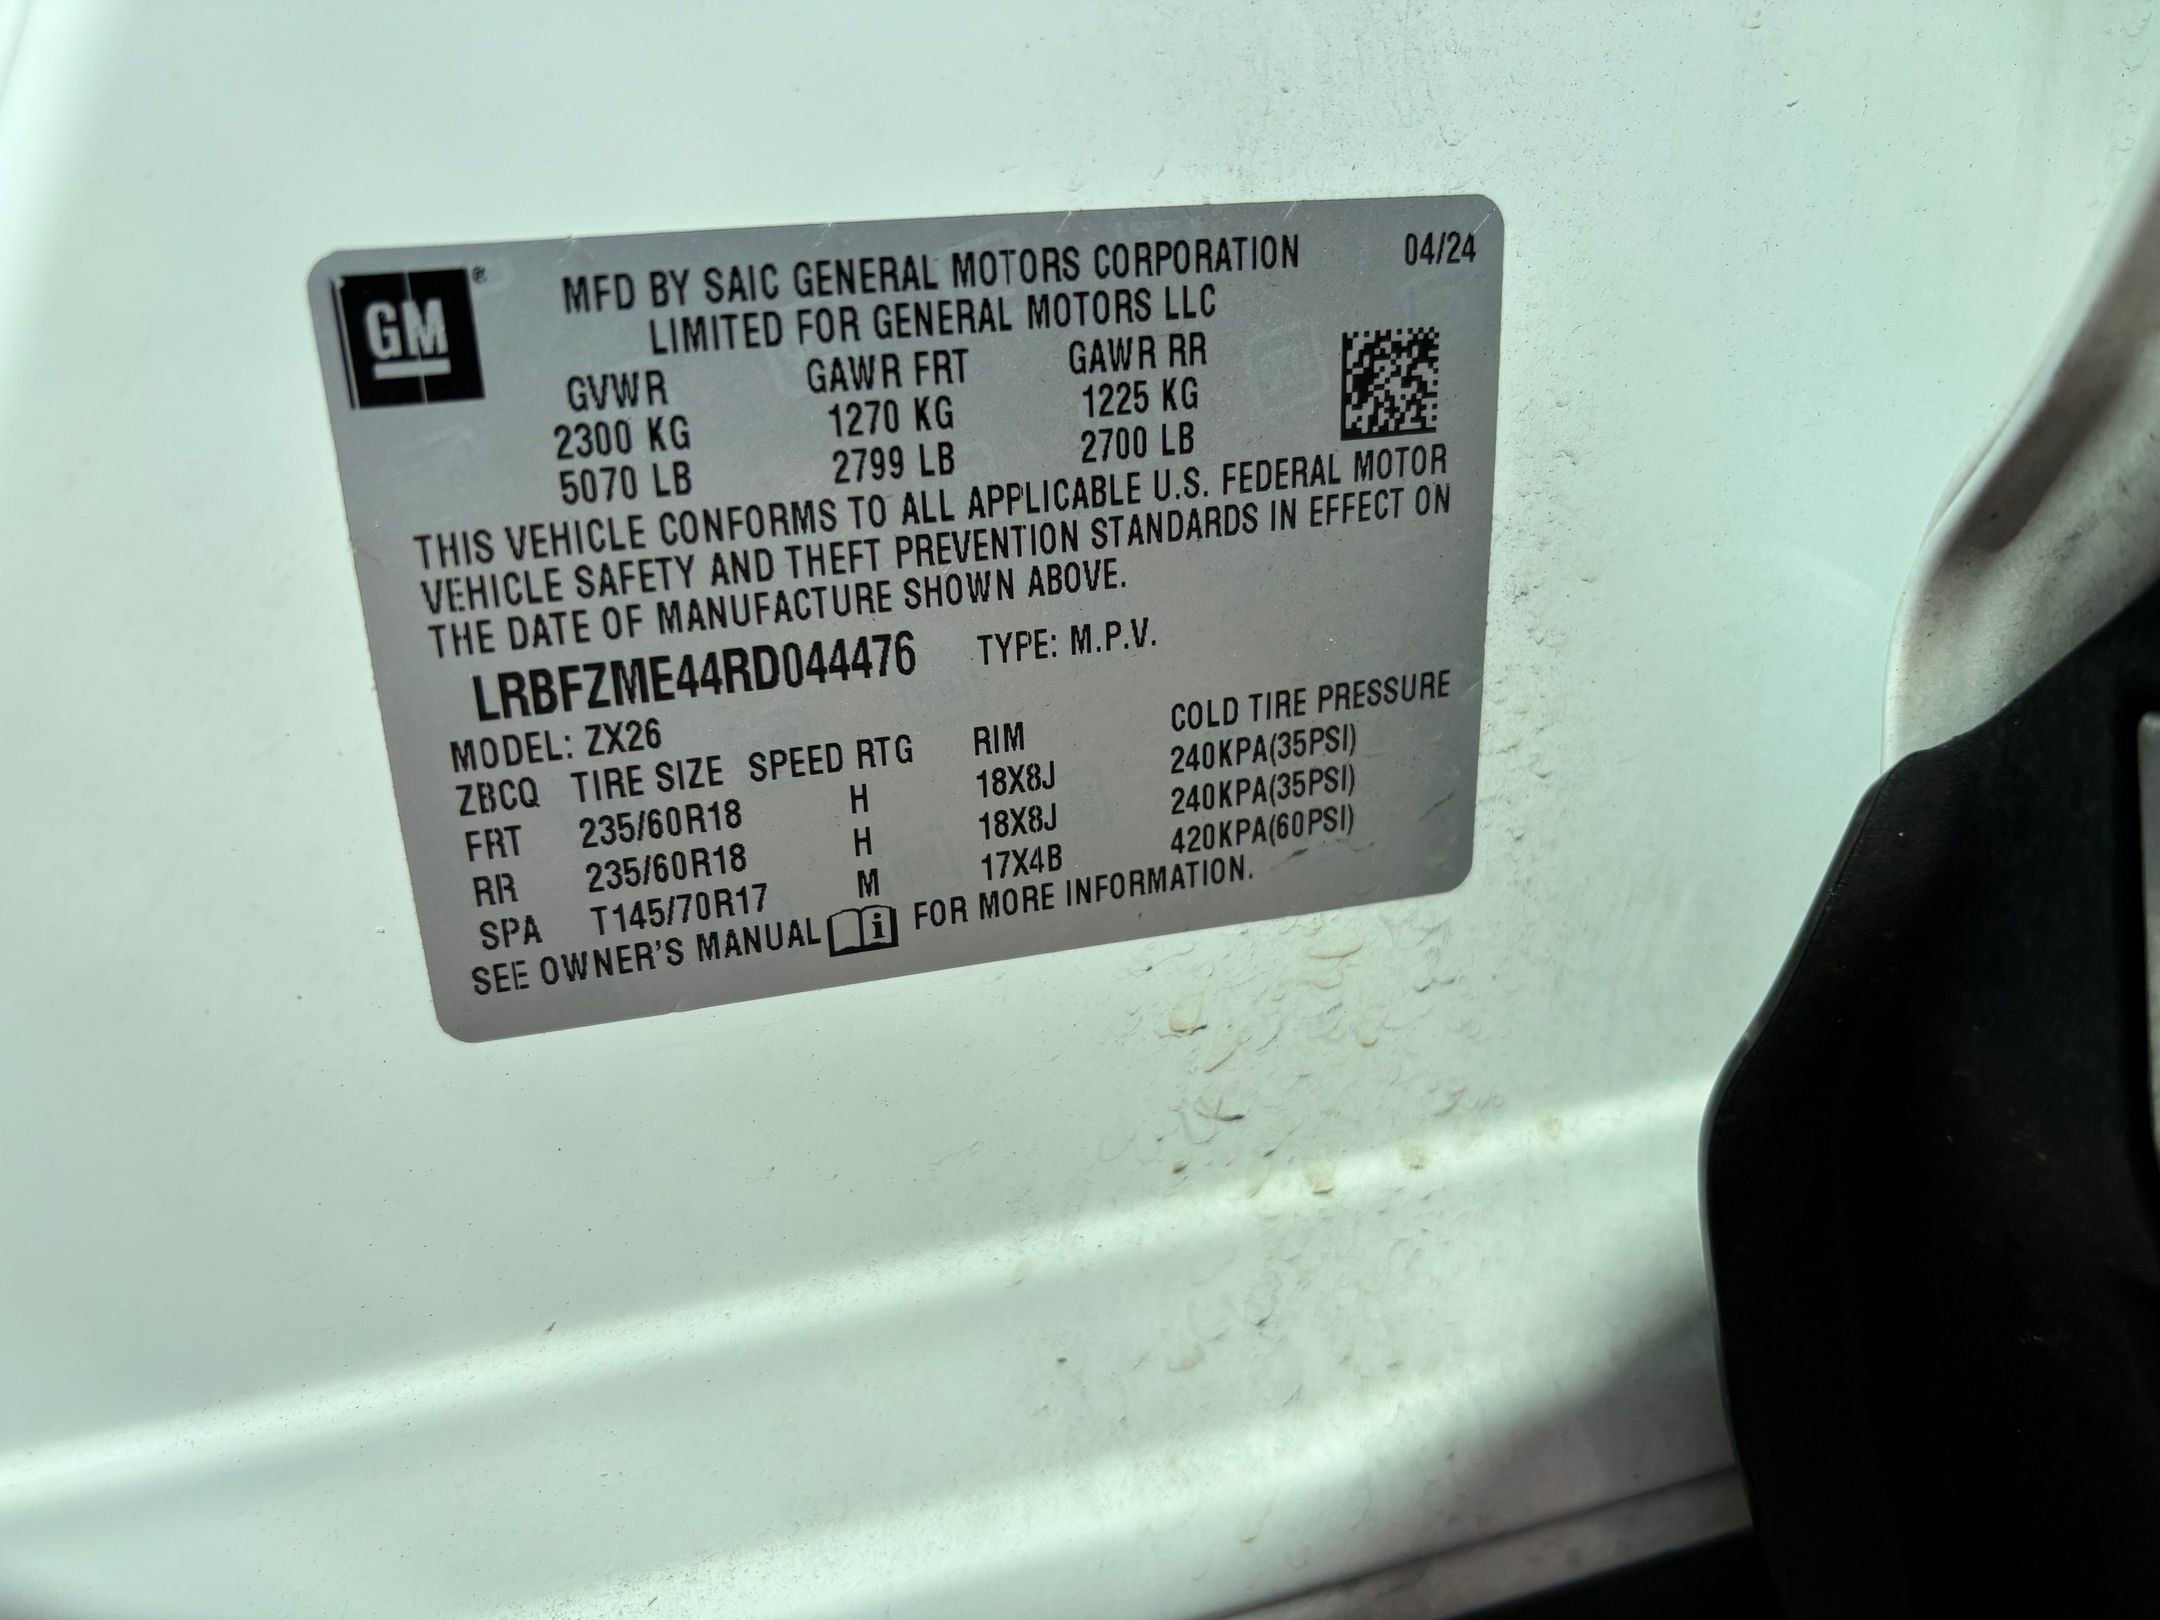 GM ®
MFD BY SAIC GENERAL MOTORS CORPORATION 04/24
LIMITED FOR GENERAL MOTORS LLC
GVWR GAWR FRT GAWR RR
2300 KG 1270 KG 1225 KG
5070 LB 2799 LB 2700 LB
THIS VEHICLE CONFORMS TO ALL APPLICABLE U.S. FEDERAL MOTOR
VEHICLE SAFETY AND THEFT PREVENTION STANDARDS IN EFFECT ON
THE DATE OF MANUFACTURE SHOWN ABOVE.
LRBFZME44RD044476 TYPE: M.P.V.
MODEL: ZX26
ZBCQ TIRE SIZE SPEED RTG RIM COLD TIRE PRESSURE
FRT 235/60R18 H 18X8J 240KPA(35PSI)
RR 235/60R18 H 18X8J 240KPA(35PSI)
SPA T145/70R17 M 17X4B 420KPA(60PSI)
SEE OWNER'S MANUAL i FOR MORE INFORMATION.